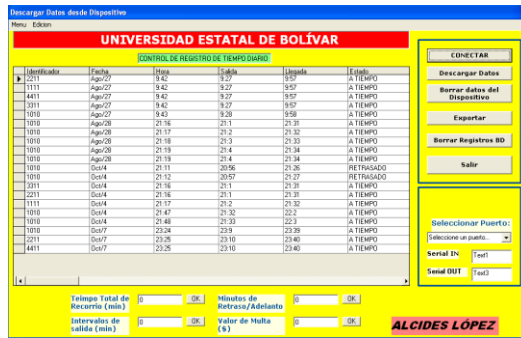 Descargar Datos desde Dispositivo
Menu Edicion
UNIVERSIDAD ESTATAL DE BOLÍVAR
CONTROL DE REGISTRO DE TIEMPO DIARIO
Identificador Fecha Hora Salida Llegada Estado
2211 Ago/27 9:42 9:27 9:57 A TIEMPO
1111 Ago/27 9:42 9:27 9:57 A TIEMPO
4411 Ago/27 9:42 9:27 9:57 A TIEMPO
3311 Ago/27 9:42 9:27 9:57 A TIEMPO
1010 Ago/27 9:43 9:28 9:58 A TIEMPO
1010 Ago/28 21:16 21:1 21:31 A TIEMPO
1010 Ago/28 21:17 21:2 21:32 A TIEMPO
1010 Ago/28 21:18 21:3 21:33 A TIEMPO
1010 Ago/28 21:19 21:4 21:34 A TIEMPO
1010 Ago/28 21:19 21:4 21:34 A TIEMPO
1010 Oct/4 21:11 20:56 21:26 RETRASADO
1010 Oct/4 21:12 20:57 21:27 RETRASADO
3311 Oct/4 21:16 21:1 21:31 A TIEMPO
2211 Oct/4 21:16 21:1 21:31 A TIEMPO
1111 Oct/4 21:17 21:2 21:32 A TIEMPO
1010 Oct/4 21:47 21:32 22:2 A TIEMPO
1010 Oct/4 21:48 21:33 22:3 A TIEMPO
1010 Oct/7 23:24 23:9 23:39 A TIEMPO
2211 Oct/7 23:25 23:10 23:40 A TIEMPO
4411 Oct/7 23:25 23:10 23:40 A TIEMPO
CONECTAR
Descargar Datos
Borrar datos del
Dispositivo
Exportar
Borrar Registros BD
Salir
Seleccionar Puerto:
Seleccione un puerto...
Serial IN Text1
Serial OUT Text3
Teimpo Total de
Recorrio (min) 0 OK
Minutos de
Retraso/Adelanto 0 OK
Intervalos de
salida (min) 0 OK
Valor de Multa
($) 0 OK
ALCIDES LÓPEZ